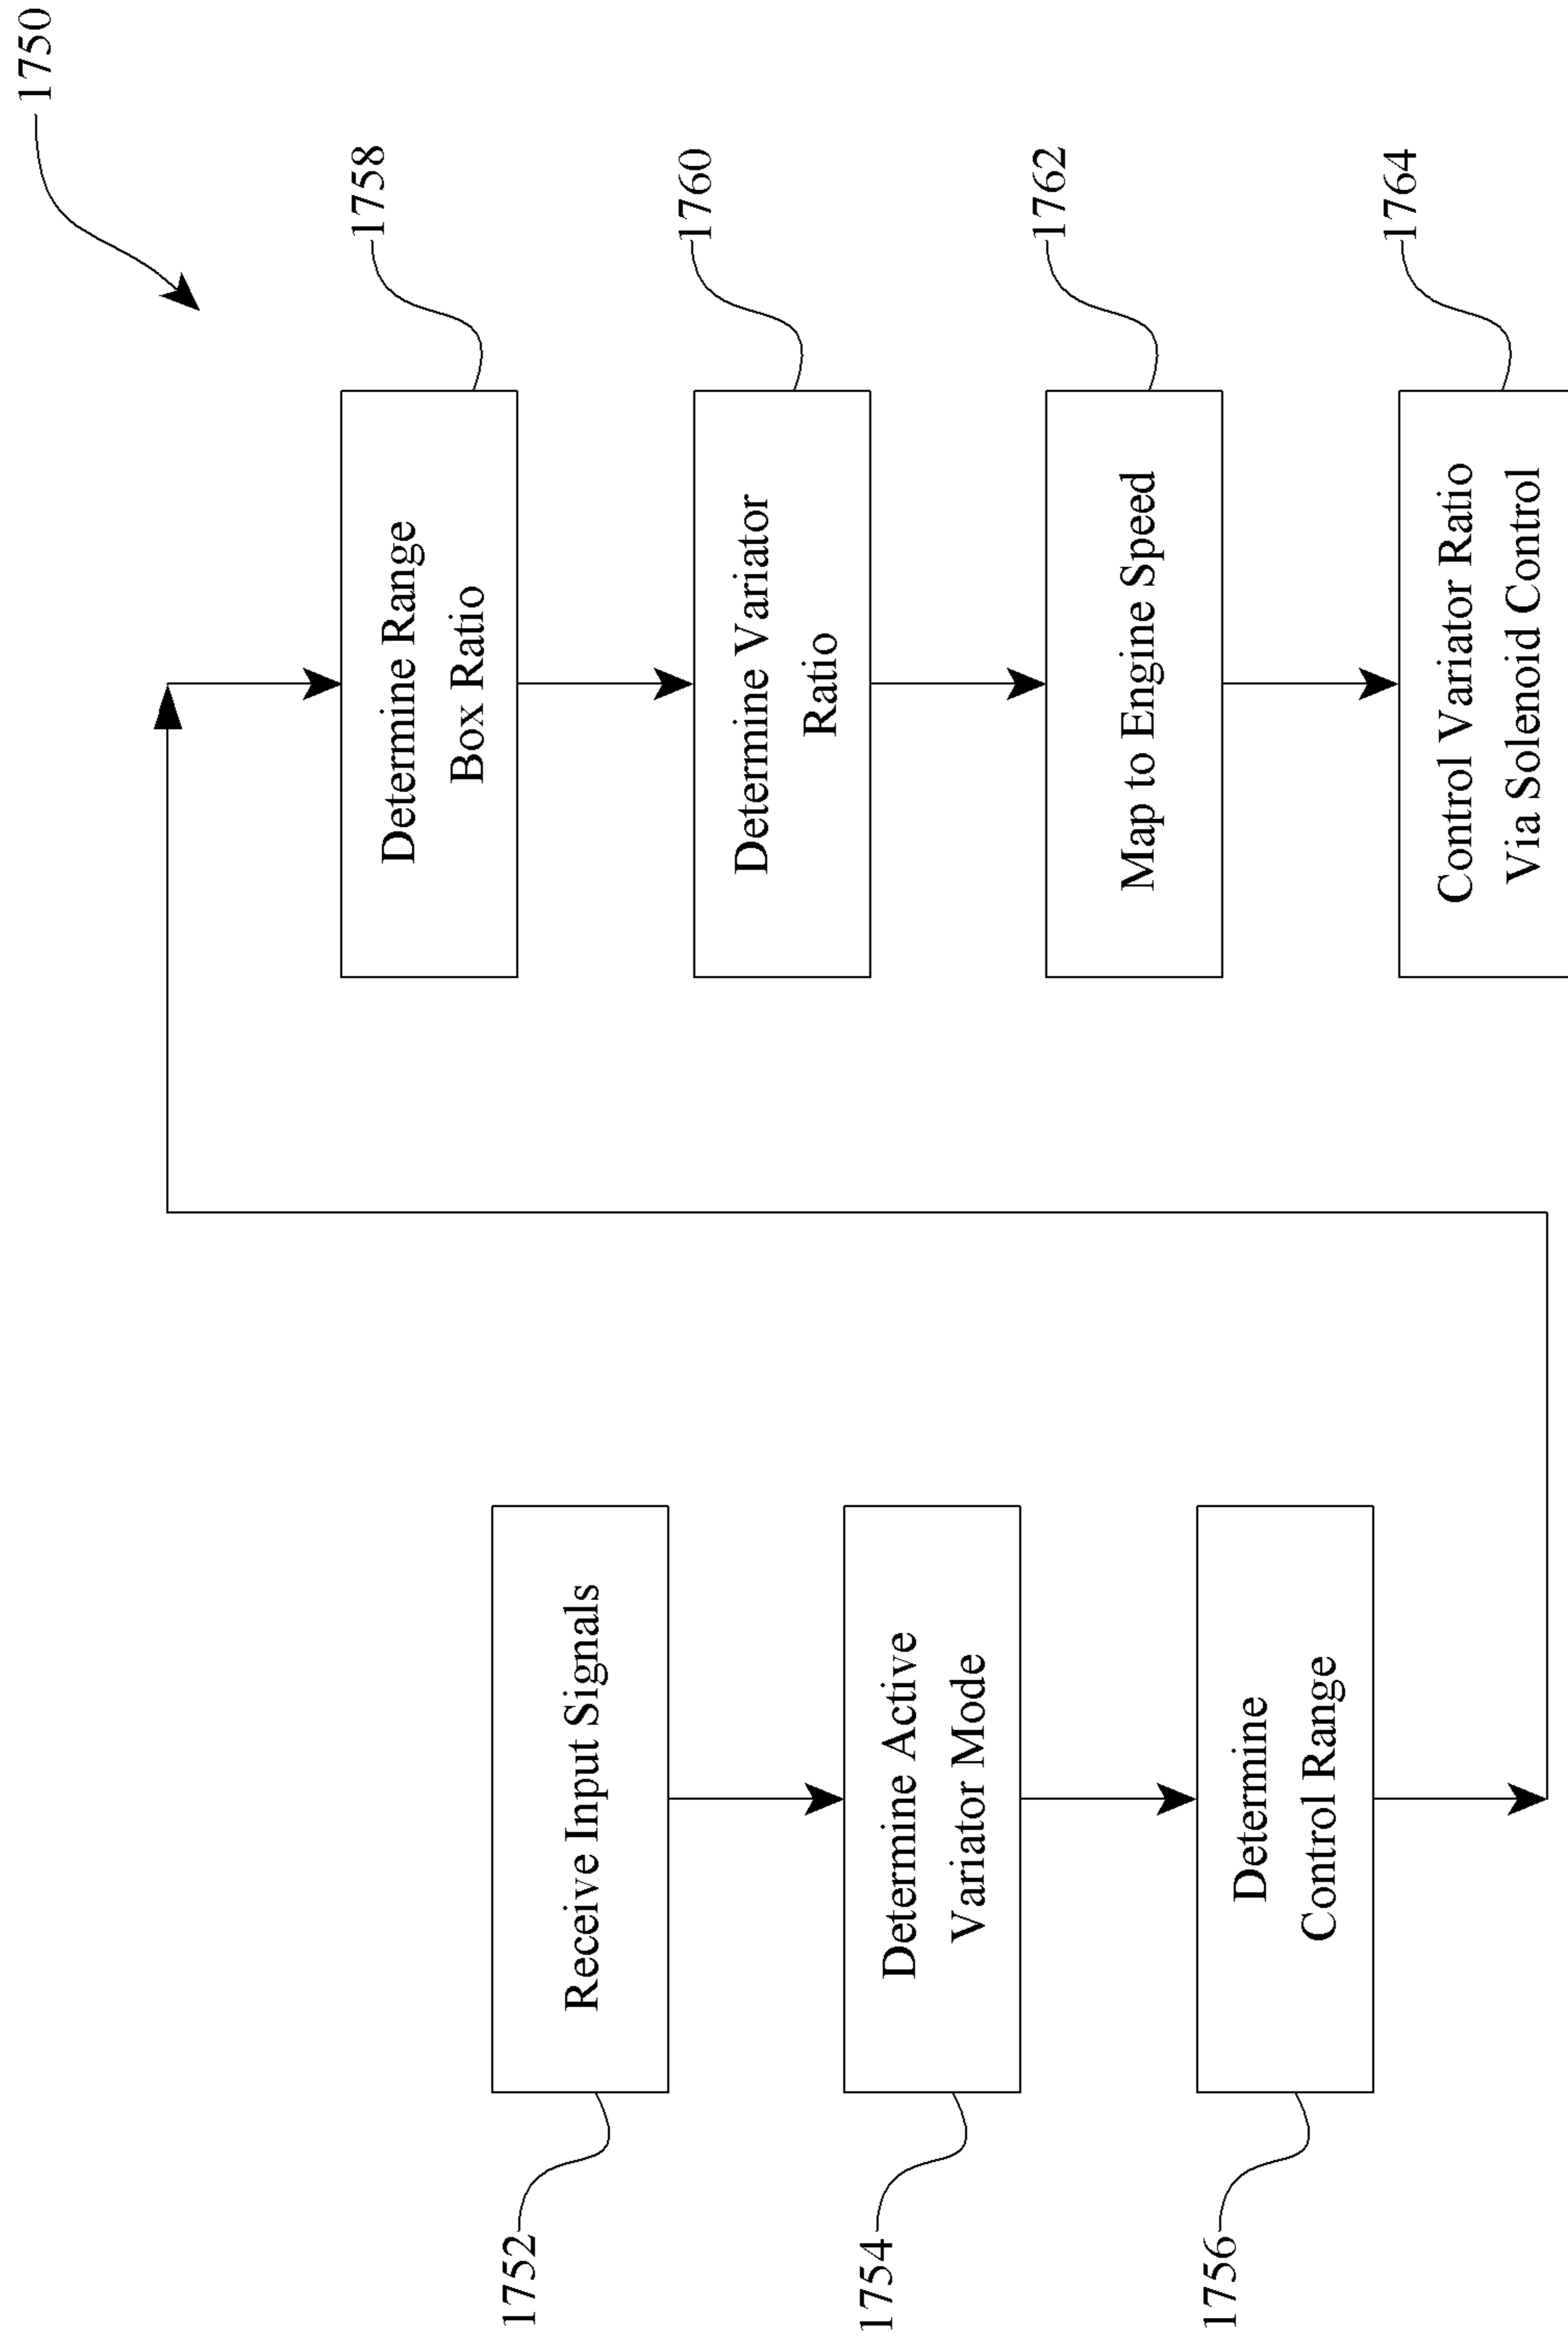 1750
1752
Receive Input Signals
1754
Determine Active
Variator Mode
1756
Determine
Control Range
1758
Determine Range
Box Ratio
1760
Determine Variator
Ratio
1762
Map to Engine Speed
1764
Control Variator Ratio
Via Solenoid Control